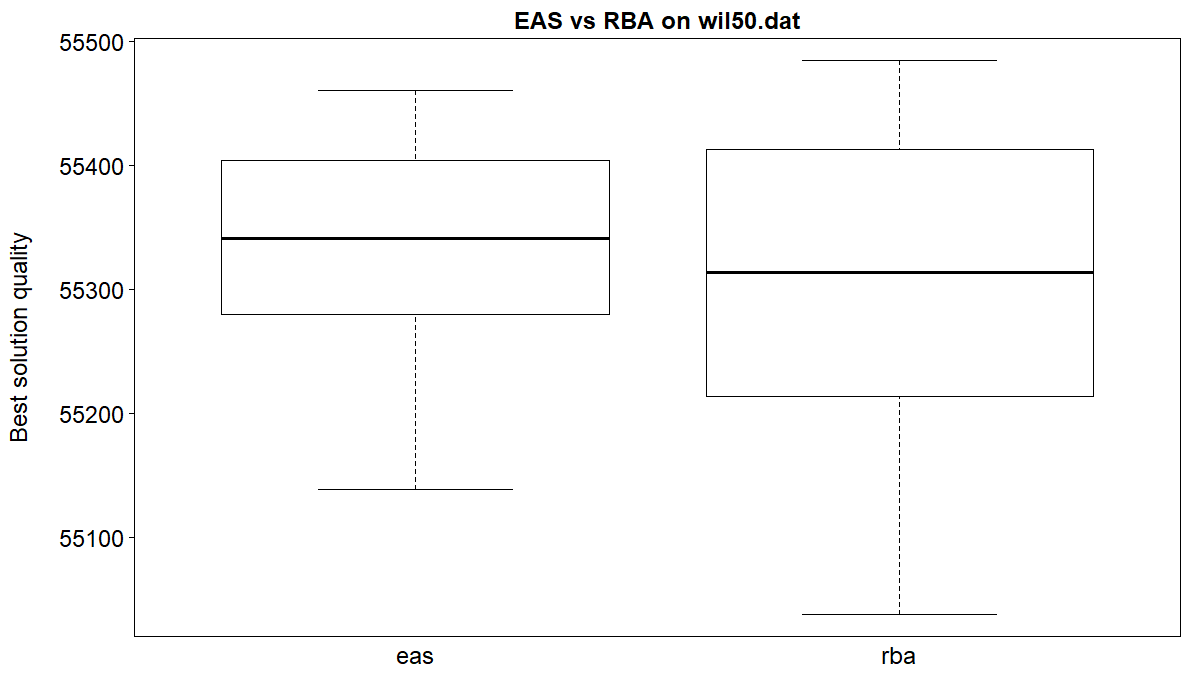 EAS vs RBA on wil50.dat
Best solution quality
55500
55400
55300
55200
55100
eas
rba